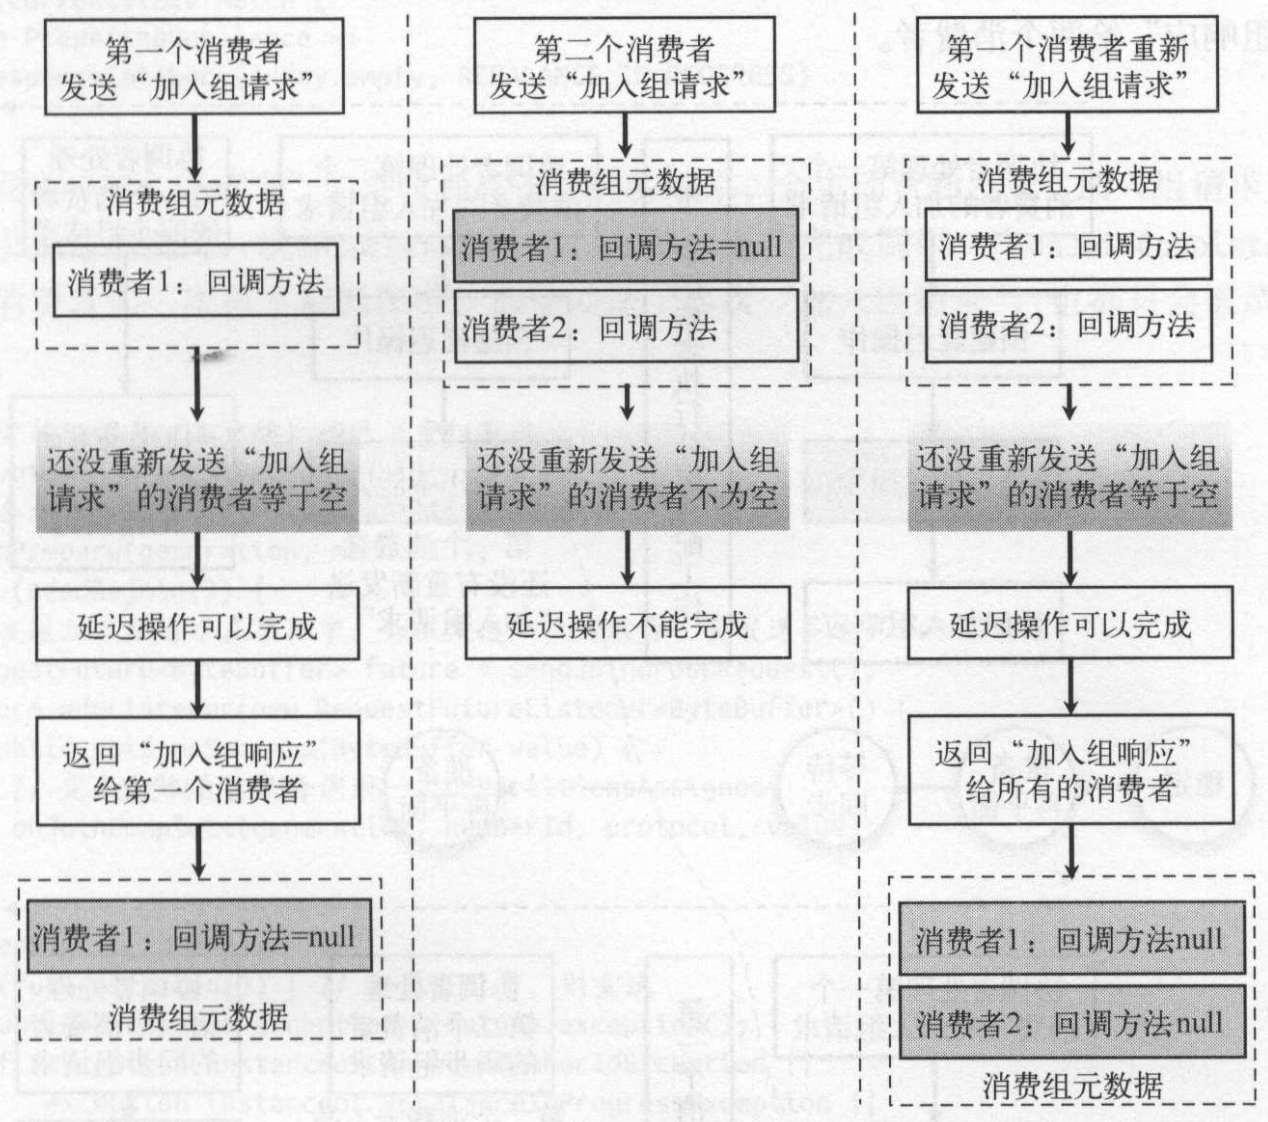 第一个消费者
发送“加入组请求”
消费组元数据
消费者1：回调方法
还没重新发送“加入组
请求”的消费者等于空
延迟操作可以完成
返回“加入组响应”
给第一个消费者
消费者1：回调方法=null
消费组元数据
第二个消费者
发送“加入组请求”
消费组元数据
消费者1：回调方法=null
消费者2：回调方法
还没重新发送“加入组
请求”的消费者不为空
延迟操作不能完成
第一个消费者重新
发送“加入组请求”
消费组元数据
消费者1：回调方法
消费者2：回调方法
还没重新发送“加入组
请求”的消费者等于空
延迟操作可以完成
返回“加入组响应”
给所有的消费者
消费者1：回调方法null
消费者2：回调方法null
消费组元数据